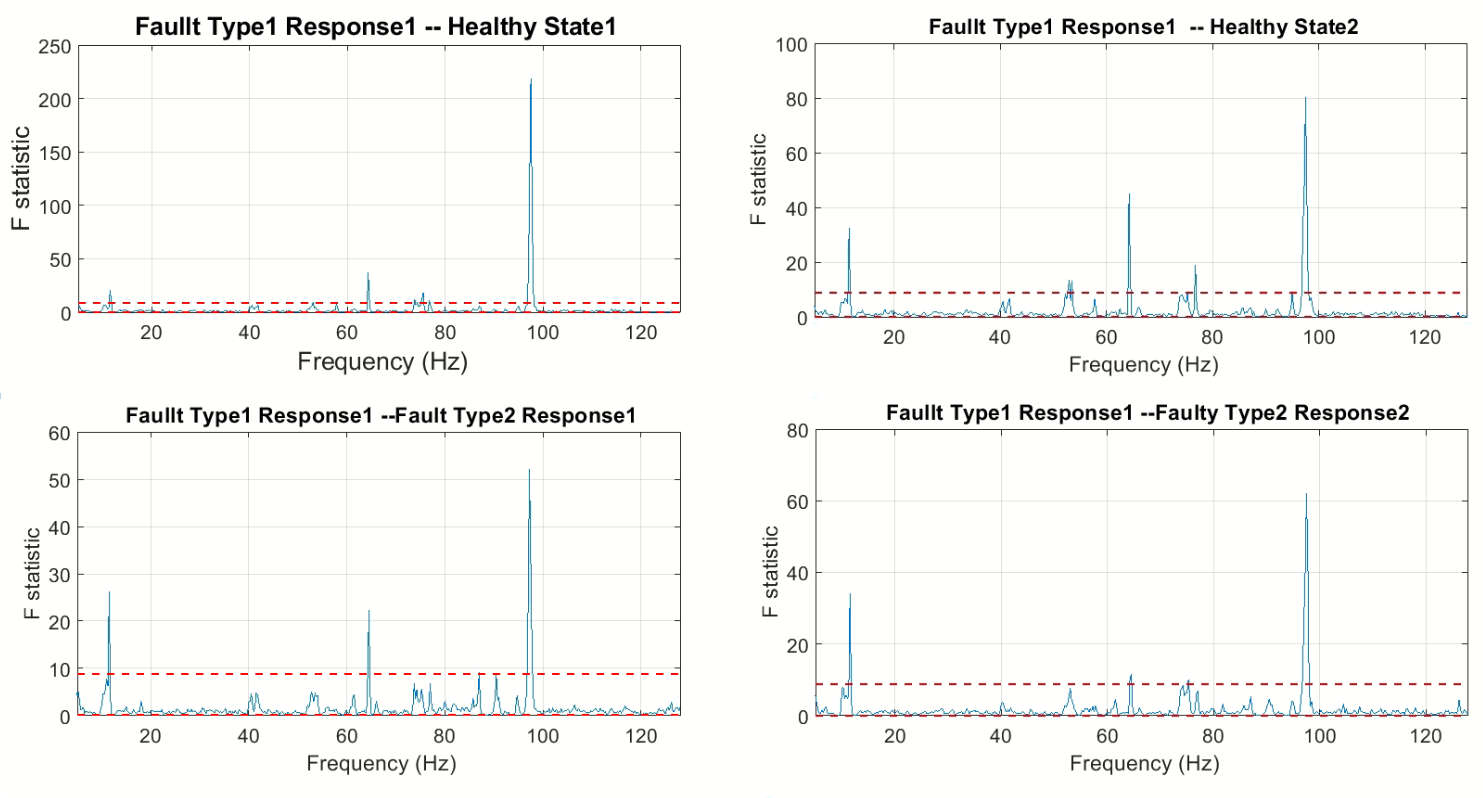 Faullt Type1 Response1 -- Healthy State1
250
200
150
100
50
0
F statistic
20 40 60 80 100 120
Frequency (Hz)
Faullt Type1 Response1 -- Healthy State2
100
80
60
40
20
0
F statistic
20 40 60 80 100 120
Frequency (Hz)
Faullt Type1 Response1 --Fault Type2 Response1
60
50
40
30
20
10
0
F statistic
20 40 60 80 100 120
Frequency (Hz)
Faullt Type1 Response1 --Faulty Type2 Response2
80
60
40
20
0
F statistic
20 40 60 80 100 120
Frequency (Hz)